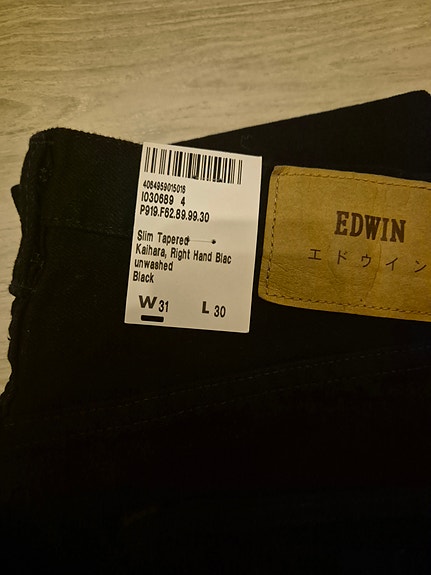 4064959015016
I030689 4
P919.F62.89.99.30
Slim Tapered
Kaihara, Right Hand Blac
unwashed
Black
W 31 L 30
EDWIN
エドウイン